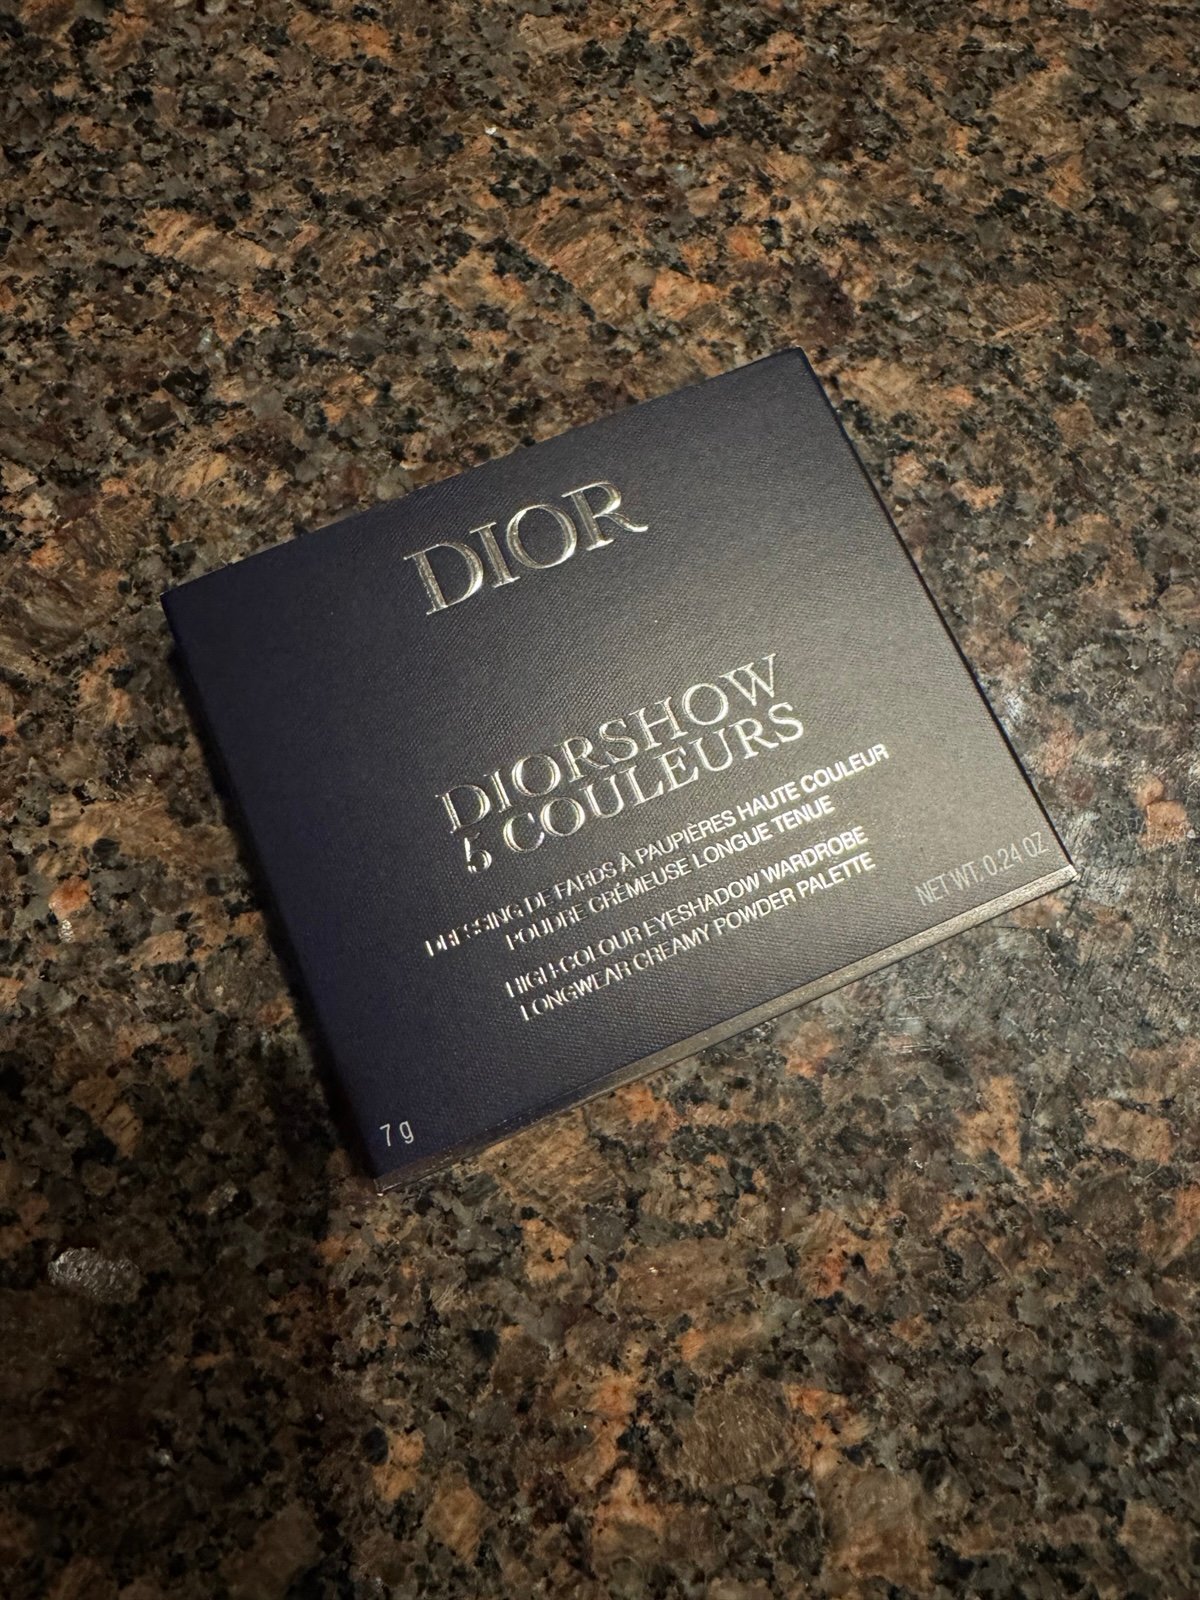 DIOR
DIORSHOW
5 COULEURS
DRESSING DE FARDS À PAUPIÈRES HAUTE COULEUR
POUDRE CRÉMEUSE LONGUE TENUE
HIGH-COLOUR EYESHADOW WARDROBE
LONGWEAR CREAMY POWDER PALETTE
7 g
NET WT. 0.24 OZ